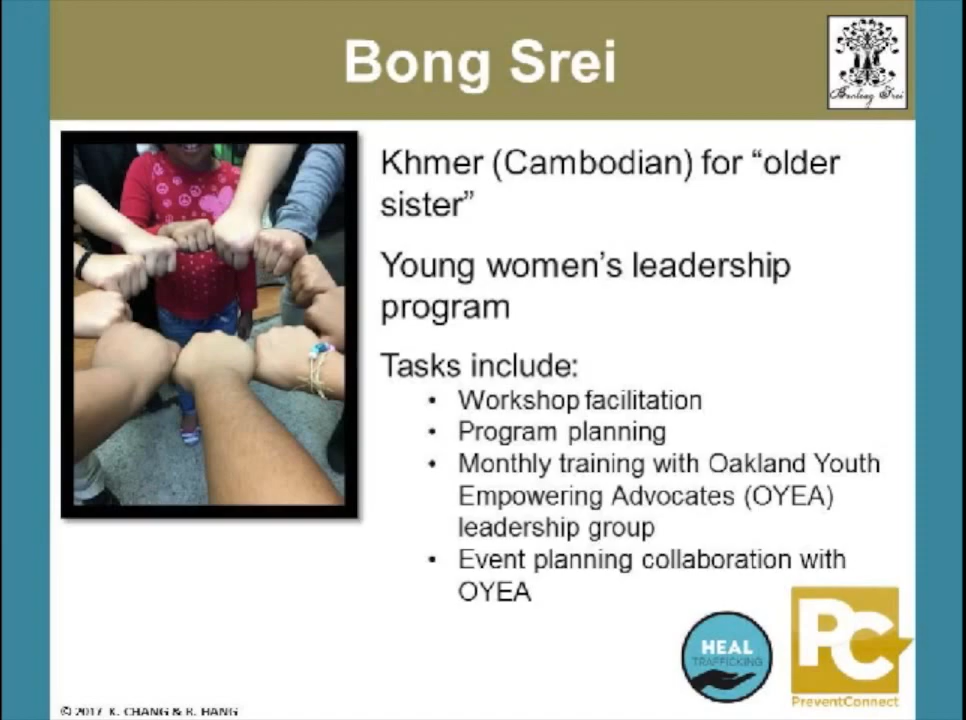 Bong Srei
Banteay Srei
Khmer (Cambodian) for “older
sister”
Young women’s leadership
program
Tasks include:
• Workshop facilitation
• Program planning
• Monthly training with Oakland Youth
Empowering Advocates (OYEA)
leadership group
• Event planning collaboration with
OYEA
HEAL
TRAFFICKING
PC
PreventConnect
© 2017 K. CHANG & R. HANG